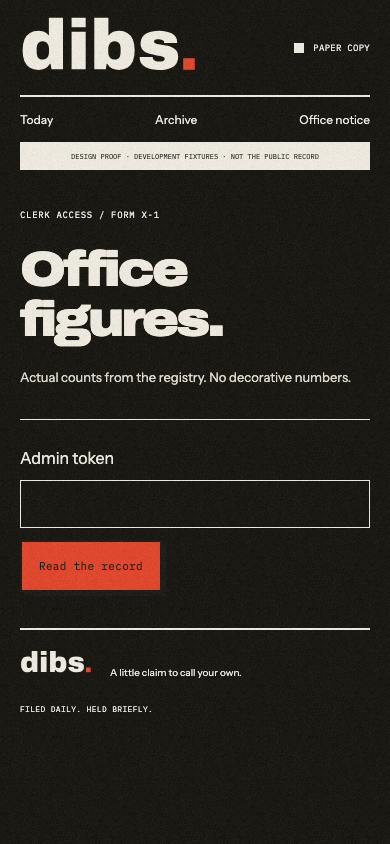 dibs.
PAPER COPY
Today
Archive
Office notice
DESIGN PROOF · DEVELOPMENT FIXTURES · NOT THE PUBLIC RECORD
CLERK ACCESS / FORM X-1
Office
figures.
Actual counts from the registry. No decorative numbers.
Admin token
Read the record
dibs.
A little claim to call your own.
FILED DAILY. HELD BRIEFLY.